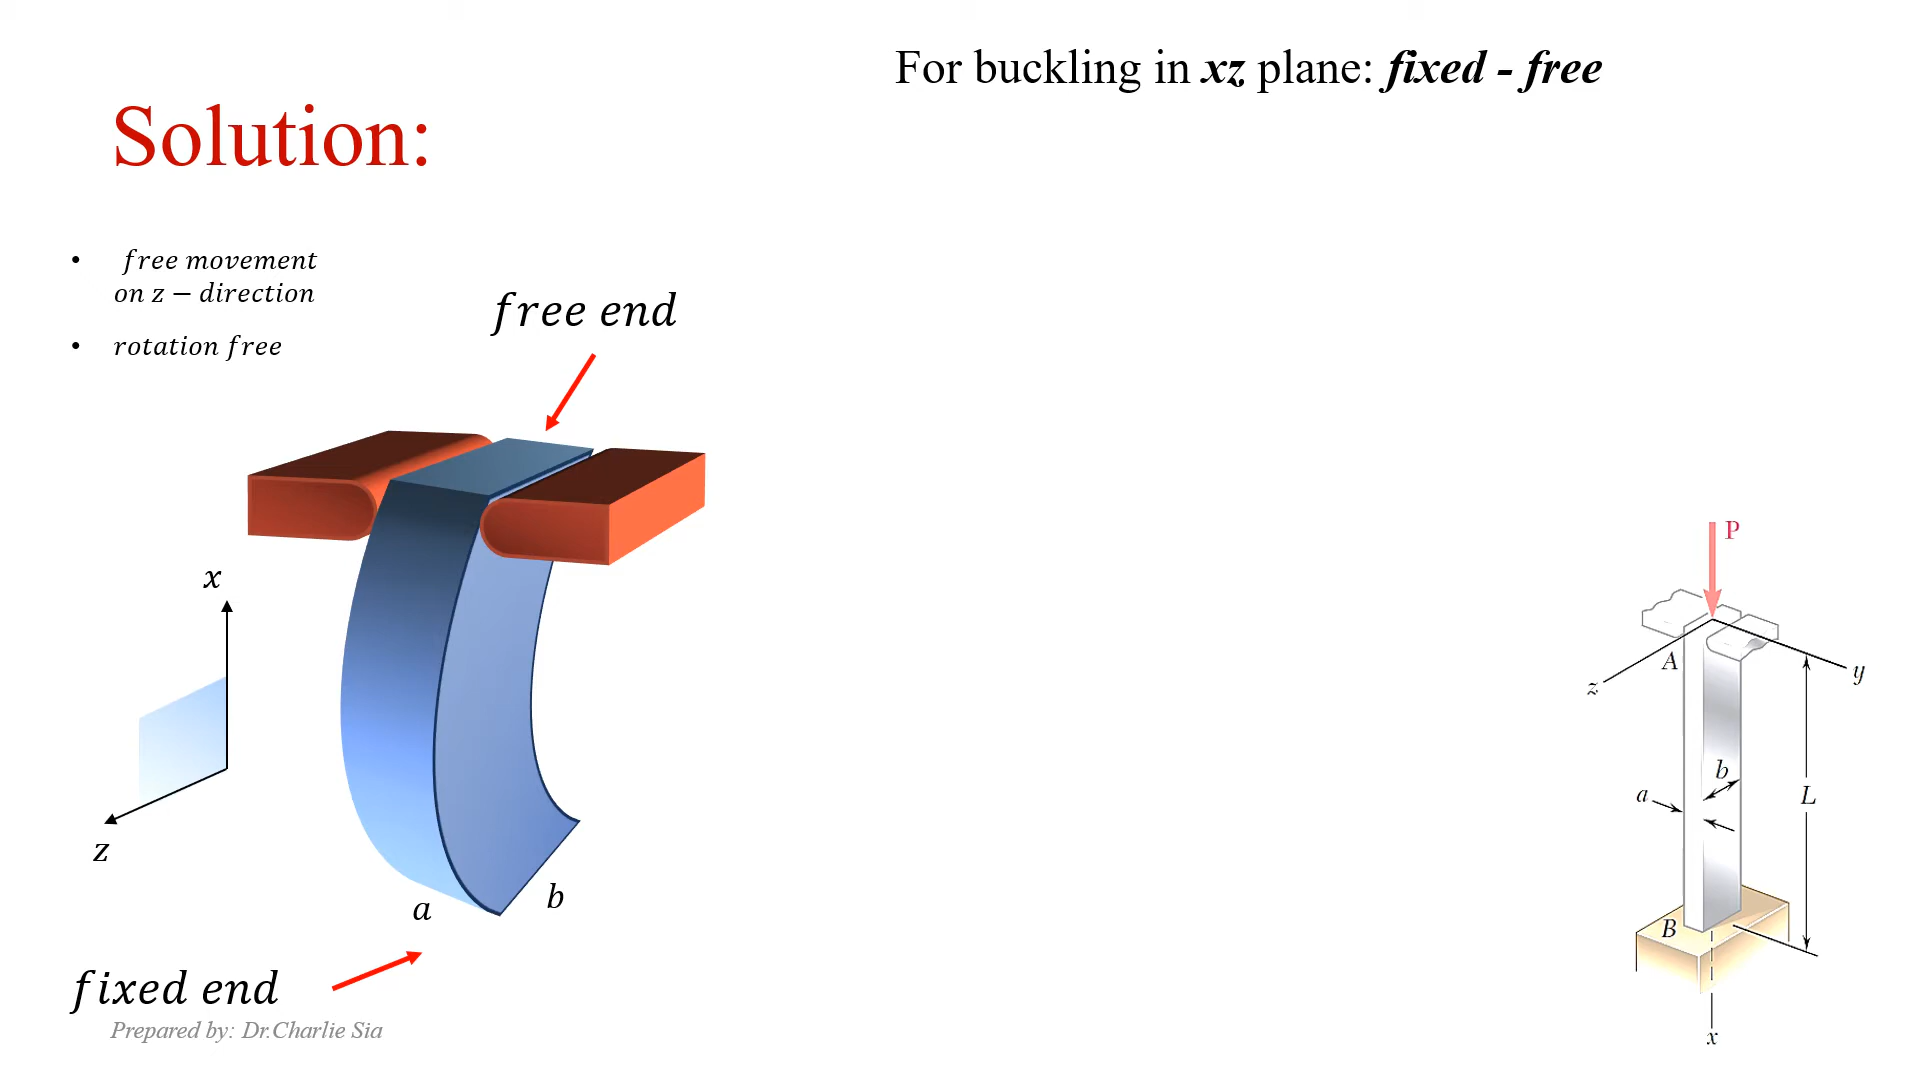 For buckling in xz plane: fixed - free
Solution:
• free movement
on z − direction
• rotation free
free end
x
z
a
b
fixed end
Prepared by: Dr.Charlie Sia
P
A
z
y
b
a
L
B
x